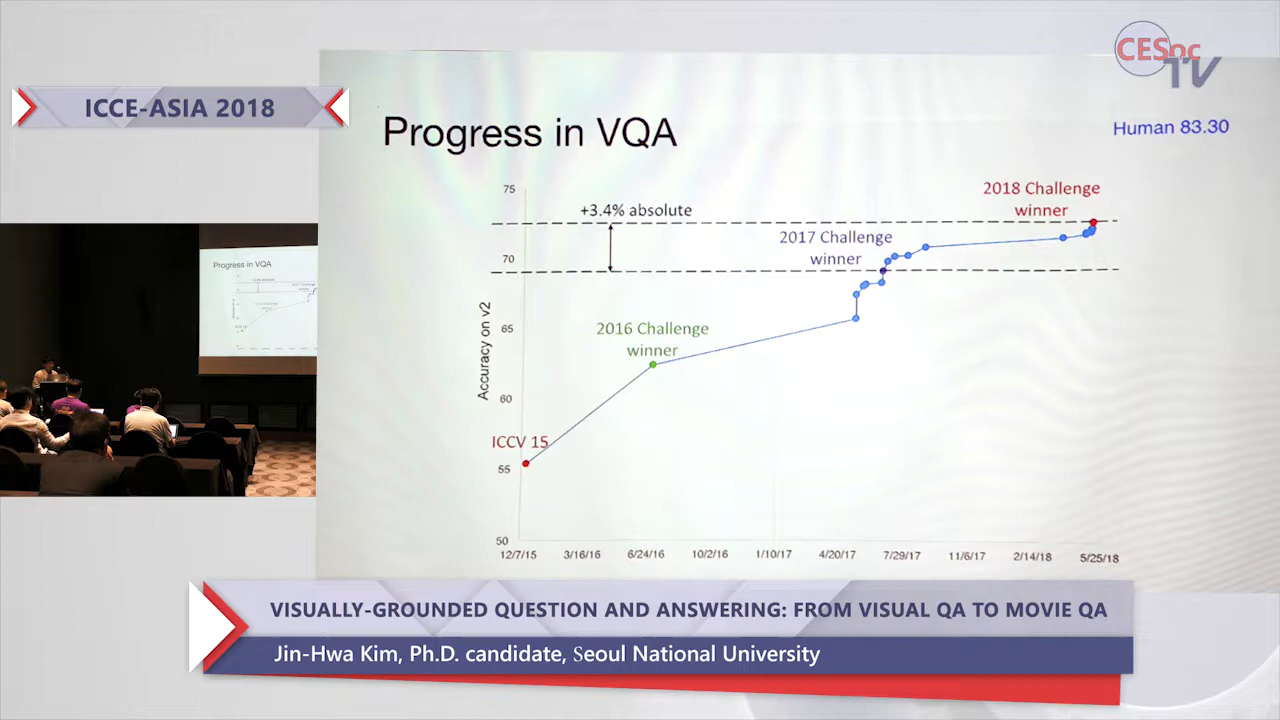 CESoc
TV
ICCE-ASIA 2018
Progress in VQA
Human 83.30
75
70
65
60
55
50
Accuracy on v2
+3.4% absolute
2018 Challenge
winner
2017 Challenge
winner
2016 Challenge
winner
ICCV 15
12/7/15
3/16/16
6/24/16
10/2/16
1/10/17
4/20/17
7/29/17
11/6/17
2/14/18
5/25/18
Progress in VQA
VISUALLY-GROUNDED QUESTION AND ANSWERING: FROM VISUAL QA TO MOVIE QA
Jin-Hwa Kim, Ph.D. candidate, Seoul National University